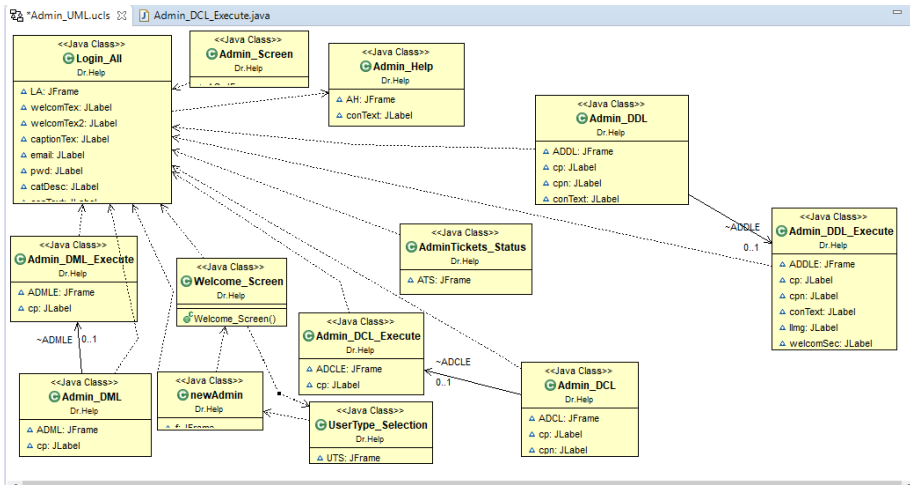 *Admin_UML.ucls
Admin_DCL_Execute.java
<<Java Class>>
Login_All
Dr.Help
LA: JFrame
welcomTex: JLabel
welcomTex2: JLabel
captionTex: JLabel
email: JLabel
pwd: JLabel
catDesc: JLabel
<<Java Class>>
Admin_Screen
Dr.Help
<<Java Class>>
Admin_Help
Dr.Help
AH: JFrame
conText: JLabel
<<Java Class>>
Admin_DDL
Dr.Help
ADDL: JFrame
cp: JLabel
cpn: JLabel
conText: JLabel
~ADDLE
0..1
<<Java Class>>
Admin_DDL_Execute
Dr.Help
ADDLE: JFrame
cp: JLabel
cpn: JLabel
conText: JLabel
lImg: JLabel
welcomSec: JLabel
<<Java Class>>
AdminTickets_Status
Dr.Help
ATS: JFrame
<<Java Class>>
Admin_DML_Execute
Dr.Help
ADMLE: JFrame
cp: JLabel
~ADMLE 0..1
<<Java Class>>
Welcome_Screen
Dr.Help
Welcome_Screen()
<<Java Class>>
Admin_DCL_Execute
Dr.Help
ADCLE: JFrame
cp: JLabel
~ADCLE
0..1
<<Java Class>>
Admin_DCL
Dr.Help
ADCL: JFrame
cp: JLabel
cpn: JLabel
<<Java Class>>
Admin_DML
Dr.Help
ADML: JFrame
cp: JLabel
<<Java Class>>
newAdmin
Dr.Help
f: JFrame
<<Java Class>>
UserType_Selection
Dr.Help
UTS: JFrame